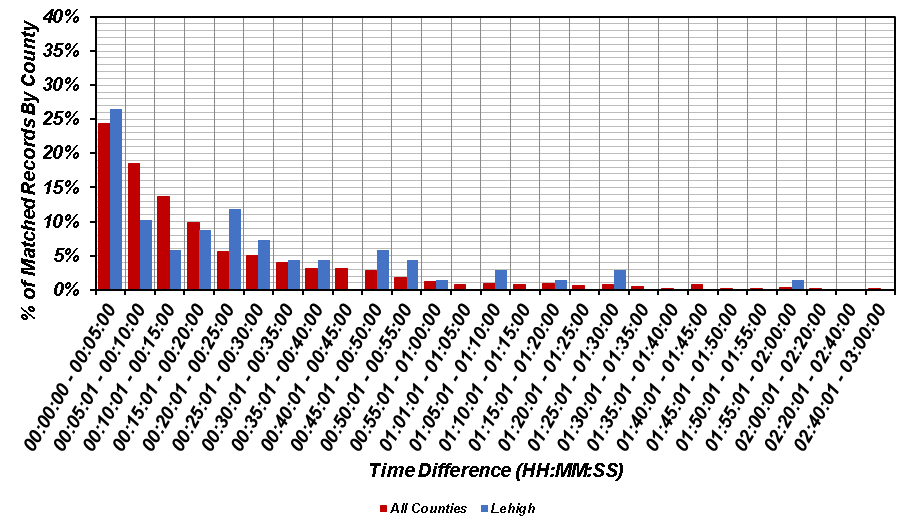 % of Matched Records By County
40%
35%
30%
25%
20%
15%
10%
5%
0%
00:00:00 - 00:05:00
00:05:01 - 00:10:00
00:10:01 - 00:15:00
00:15:01 - 00:20:00
00:20:01 - 00:25:00
00:25:01 - 00:30:00
00:30:01 - 00:35:00
00:35:01 - 00:40:00
00:40:01 - 00:45:00
00:45:01 - 00:50:00
00:50:01 - 00:55:00
00:55:01 - 01:00:00
01:01:01 - 01:05:00
01:05:01 - 01:10:00
01:10:01 - 01:15:00
01:15:01 - 01:20:00
01:20:01 - 01:25:00
01:25:01 - 01:30:00
01:30:01 - 01:35:00
01:35:01 - 01:40:00
01:40:01 - 01:45:00
01:45:01 - 01:50:00
01:50:01 - 01:55:00
01:55:01 - 02:00:00
02:00:01 - 02:20:00
02:20:01 - 02:40:00
02:40:01 - 03:00:00
Time Difference (HH:MM:SS)
All Counties
Lehigh